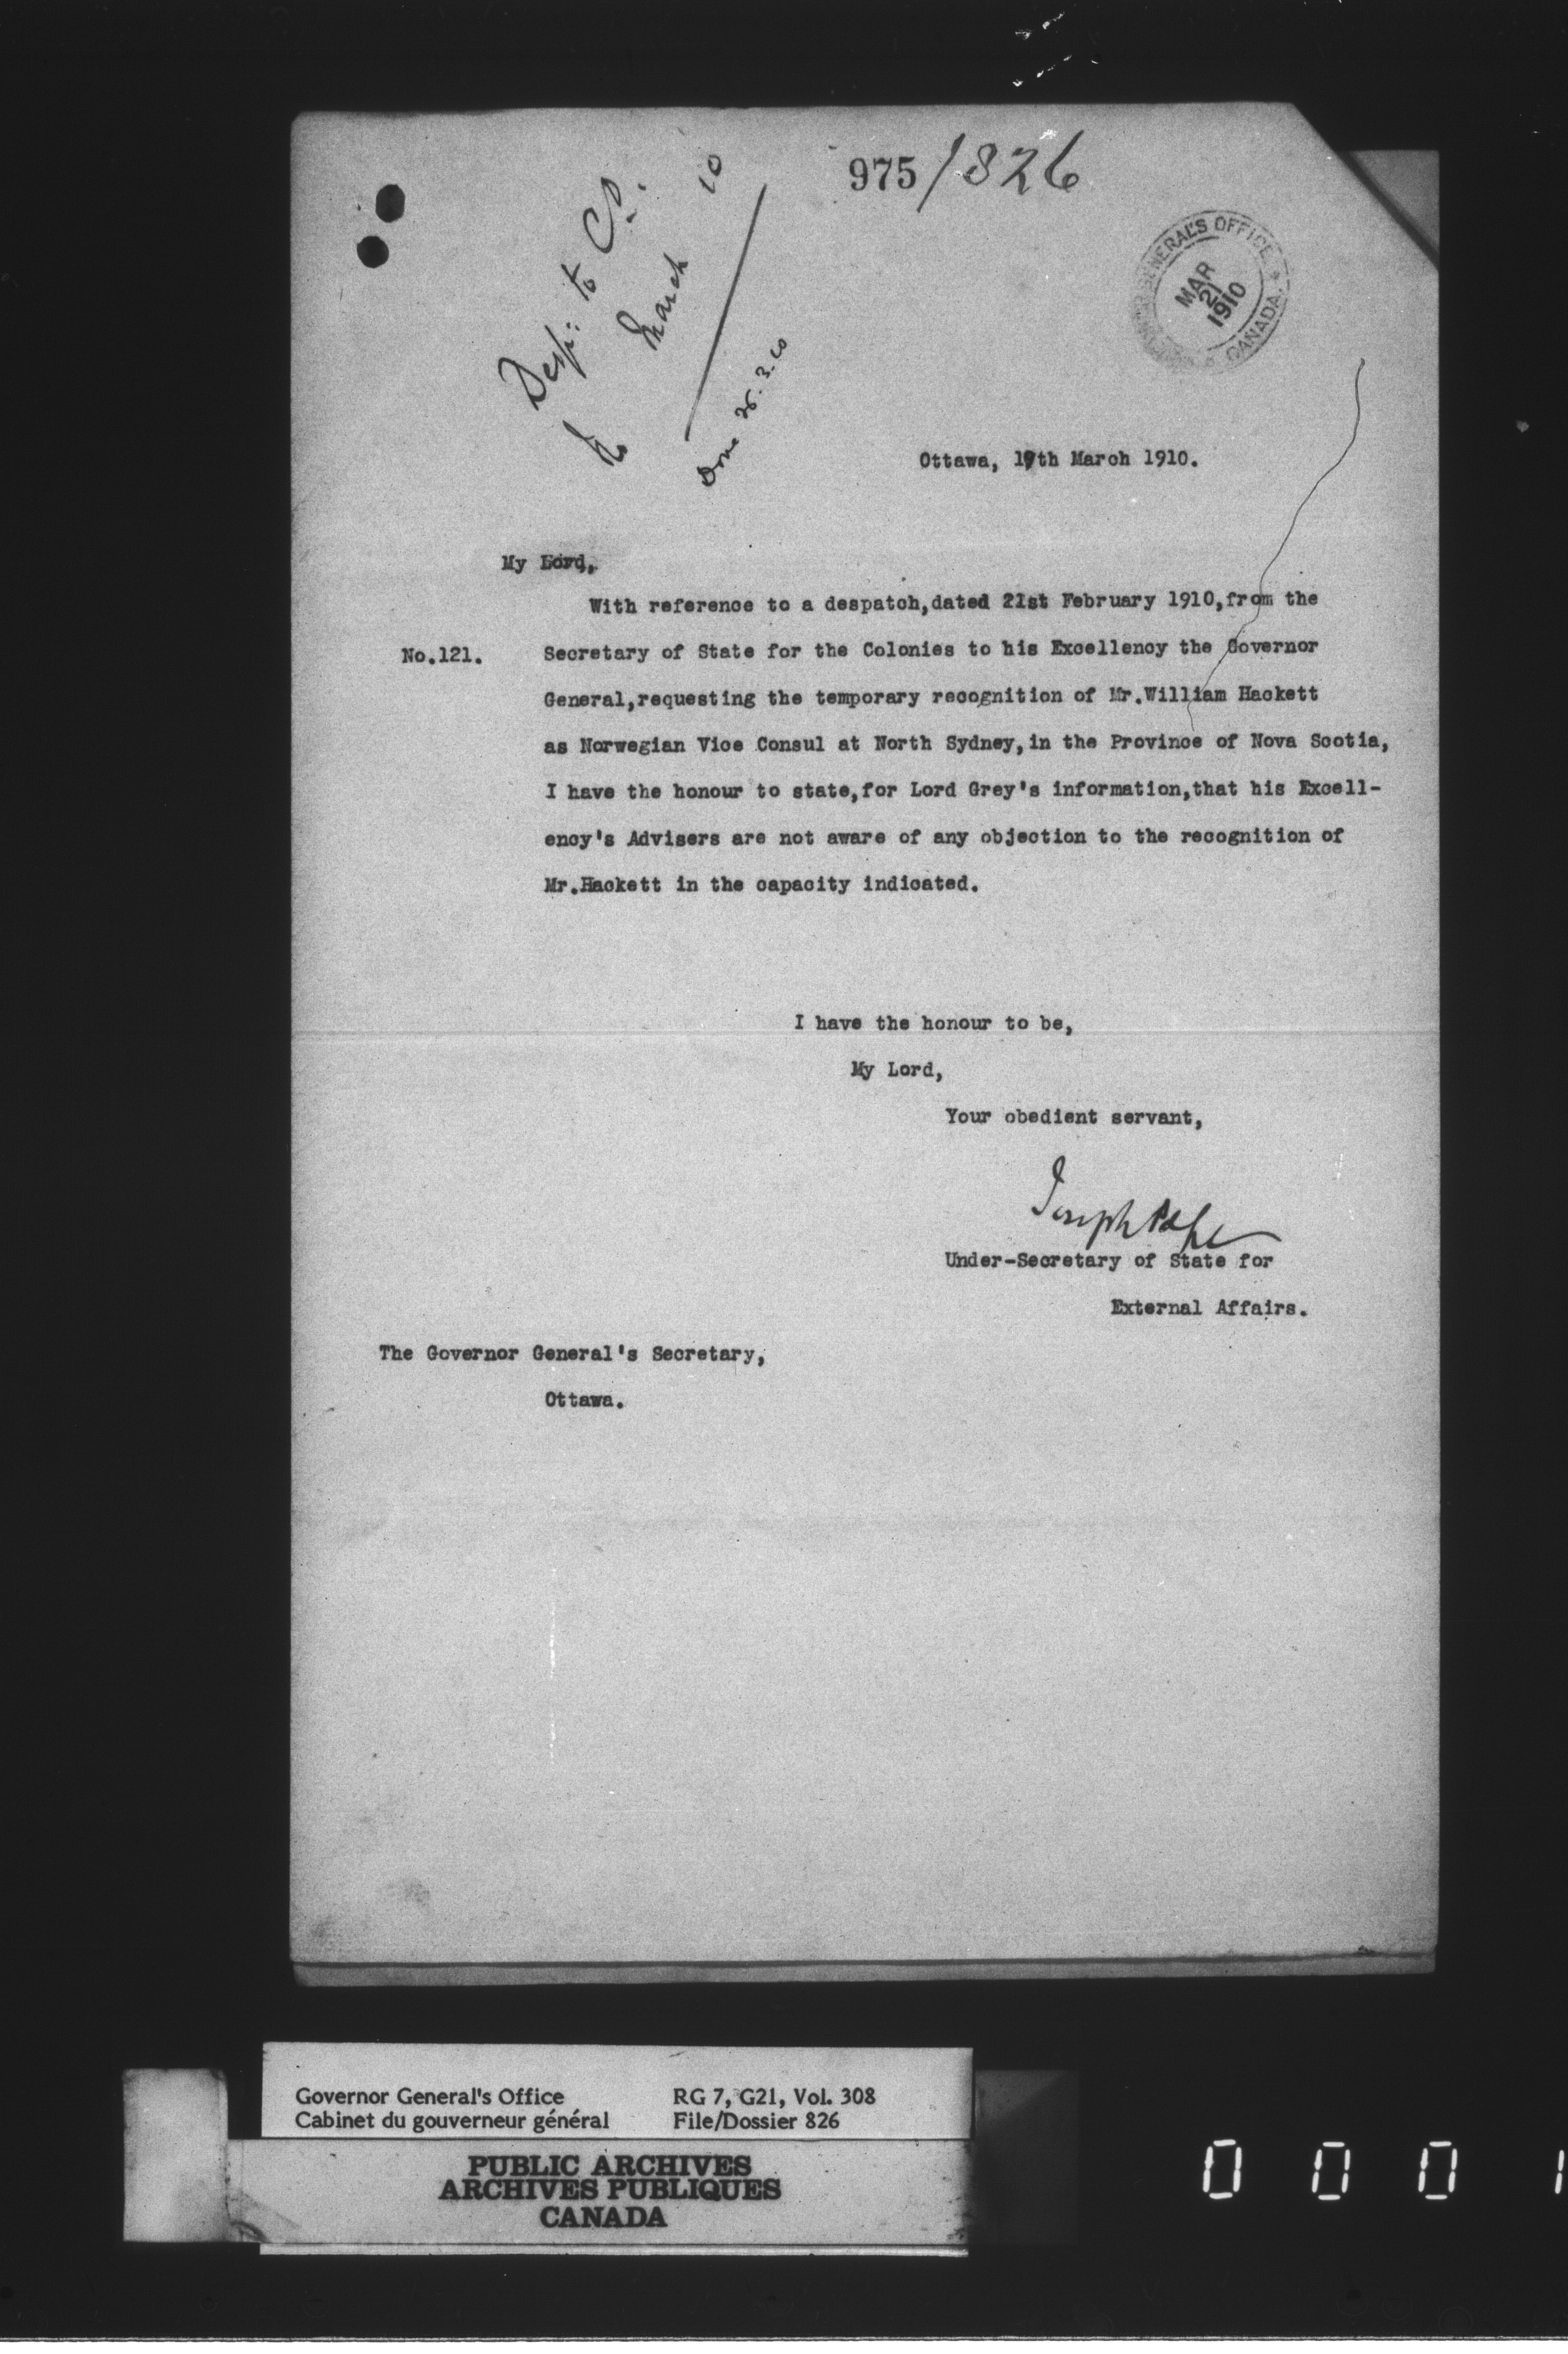 975/826
Desp: to C.O.
March 10
Done 25.3.10
GENERAL'S OFFICE
CANADA
MAR
21
1910
Ottawa, 19th March 1910.
My Lord,
With reference to a despatch,dated 21st February 1910,from the
No.121. Secretary of State for the Colonies to his Excellency the Governor
General,requesting the temporary recognition of Mr.William Hackett
as Norwegian Vice Consul at North Sydney,in the Province of Nova Scotia,
I have the honour to state,for Lord Grey's information,that his Excell-
ency's Advisers are not aware of any objection to the recognition of
Mr.Hackett in the capacity indicated.
I have the honour to be,
My Lord,
Your obedient servant,
Joseph Pope
Under-Secretary of State for
External Affairs.
The Governor General's Secretary,
Ottawa.
Governor General's Office RG 7, G21, Vol. 308
Cabinet du gouverneur général File/Dossier 826
PUBLIC ARCHIVES
ARCHIVES PUBLIQUES
CANADA
0 0 0 1